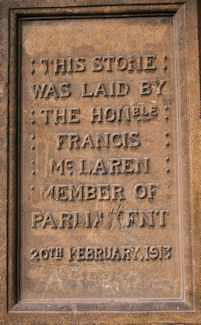 : THIS STONE :
: WAS LAID BY :
: THE HONBLE :
: FRANCIS :
: McLAREN :
: MEMBER OF :
PARLIAMENT
20TH FEBRUARY. 1913